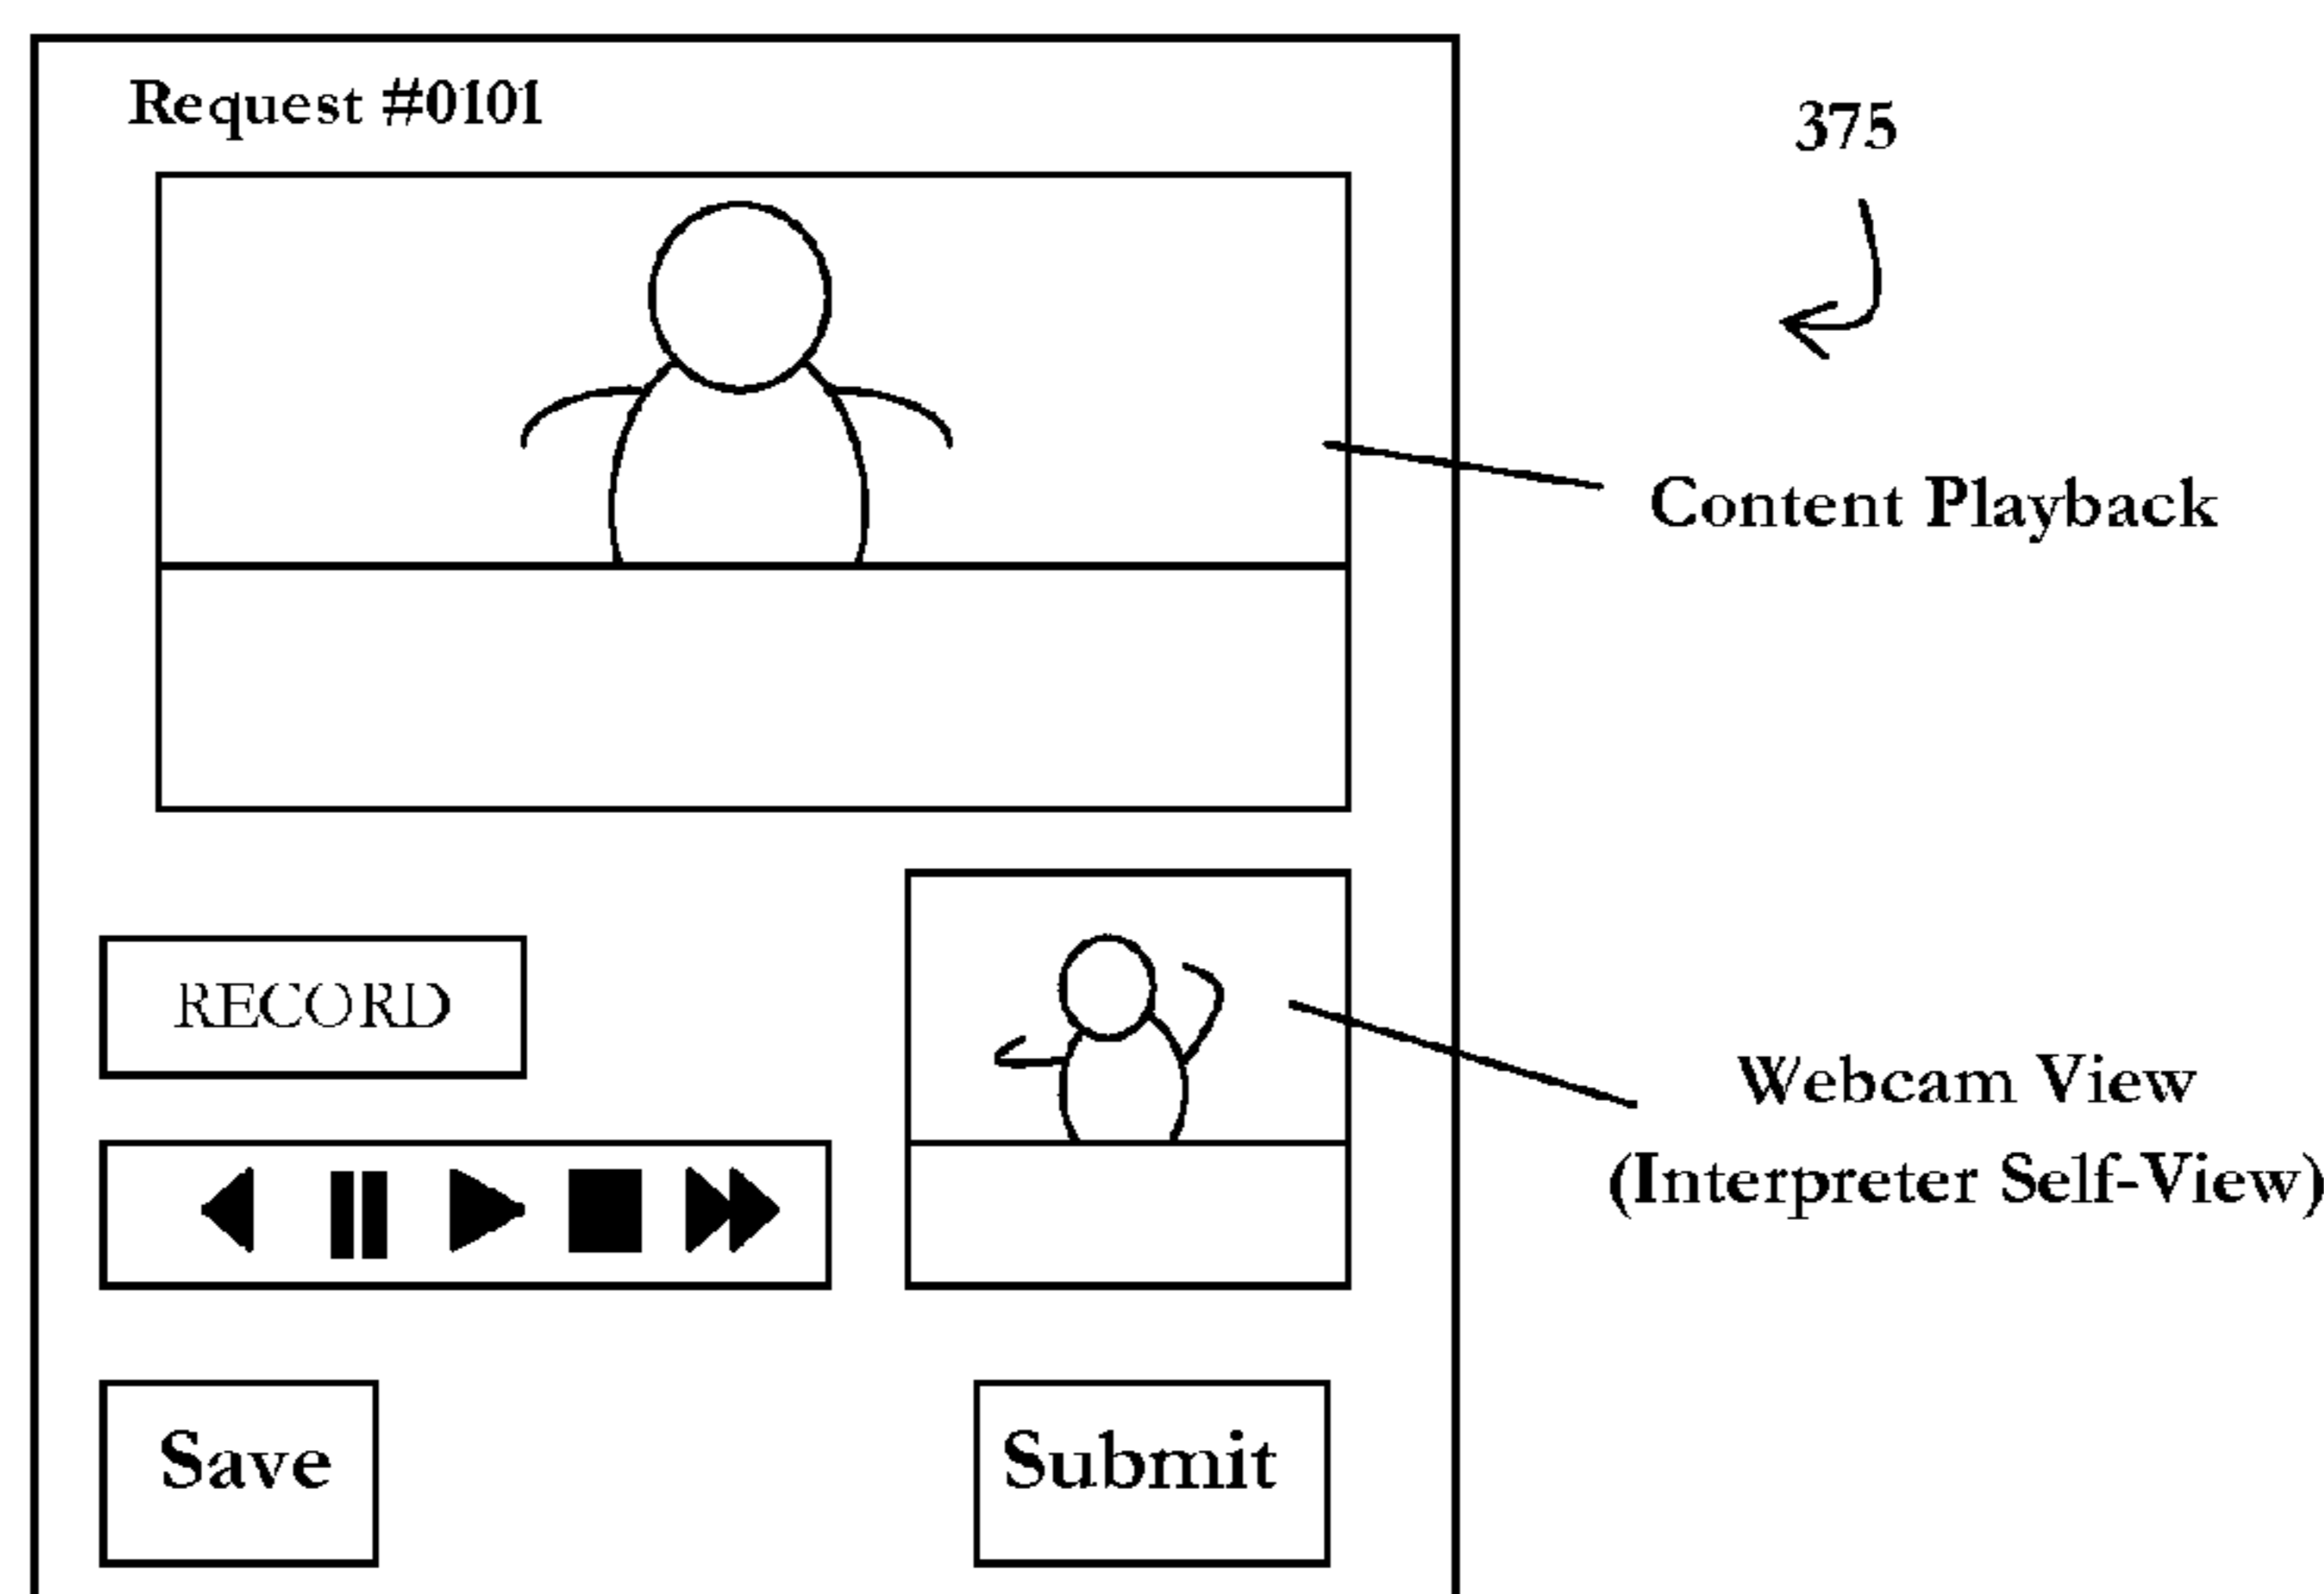 Request #0101
375
Content Playback
RECORD
Webcam View
(Interpreter Self-View)
Save
Submit